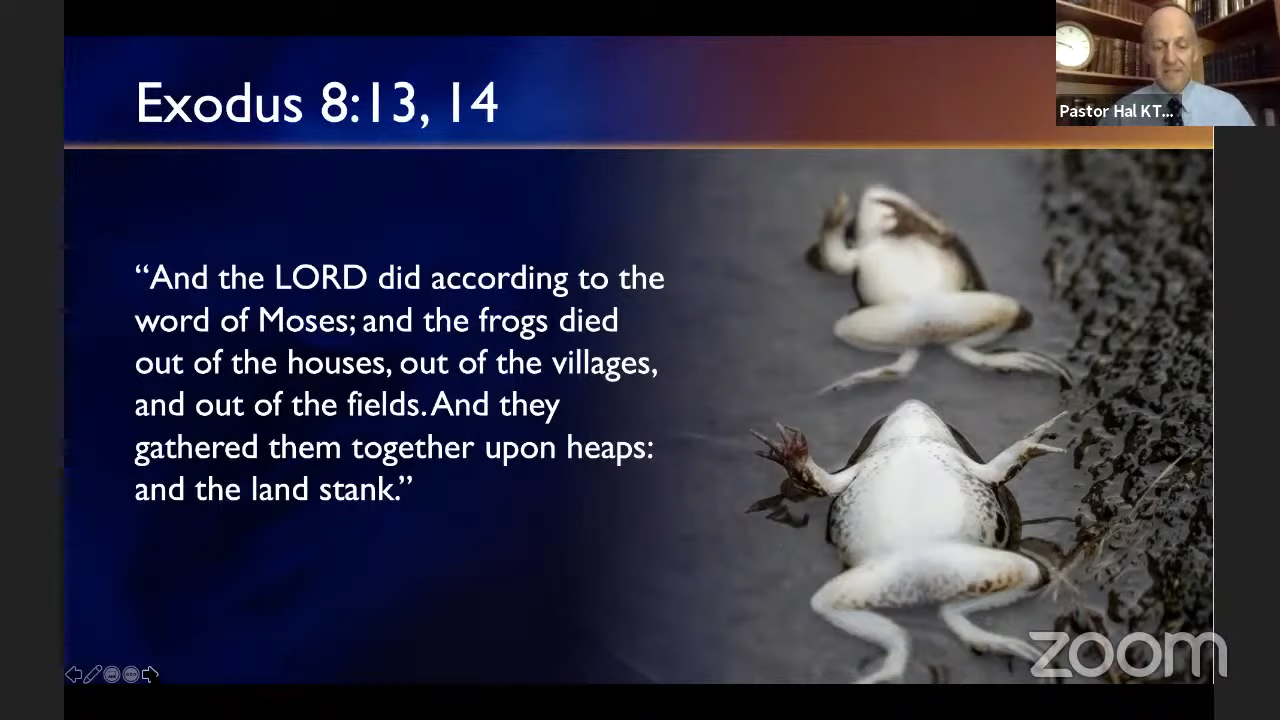 Exodus 8:13, 14
Pastor Hal KT...
“And the LORD did according to the
word of Moses; and the frogs died
out of the houses, out of the villages,
and out of the fields. And they
gathered them together upon heaps:
and the land stank.”
zoom